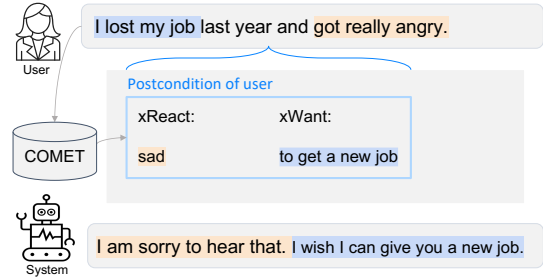 I lost my job last year and got really angry.
User
Postcondition of user
xReact: xWant:
COMET
sad to get a new job
I am sorry to hear that. I wish I can give you a new job.
System